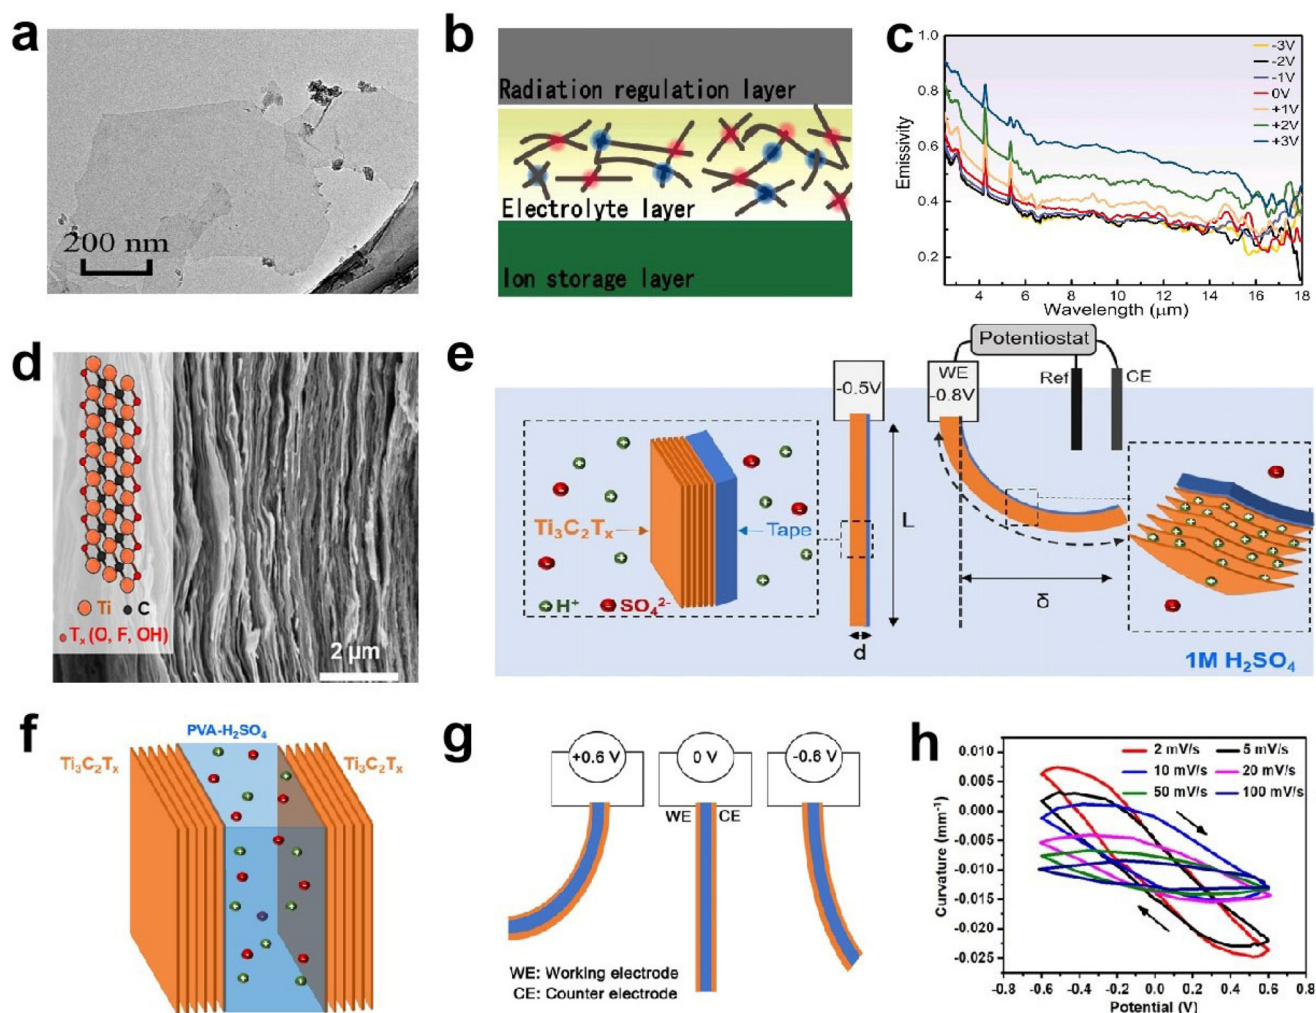 a
200 nm
b
Radiation regulation layer
Electrolyte layer
Ion storage layer
c
Emissivity
1.0
0.8
0.6
0.4
0.2
4 6 8 10 12 14 16 18
Wavelength (μm)
-3V
-2V
-1V
0V
+1V
+2V
+3V
d
Ti C
Tₓ (O, F, OH)
2 μm
e
Potentiostat
-0.5V
WE
-0.8V
Ref
CE
Ti₃C₂Tₓ
Tape
H⁺ SO₄²⁻
L
d
δ
1M H₂SO₄
f
PVA-H₂SO₄
Ti₃C₂Tₓ
Ti₃C₂Tₓ
g
+0.6 V
0 V
-0.6 V
WE CE
WE: Working electrode
CE: Counter electrode
h
2 mV/s 5 mV/s
10 mV/s 20 mV/s
50 mV/s 100 mV/s
Curvature (mm⁻¹)
0.010
0.005
0.000
-0.005
-0.010
-0.015
-0.020
-0.025
-0.6 -0.4 -0.2 0.0 0.2 0.4 0.6 0.8
Potential (V)